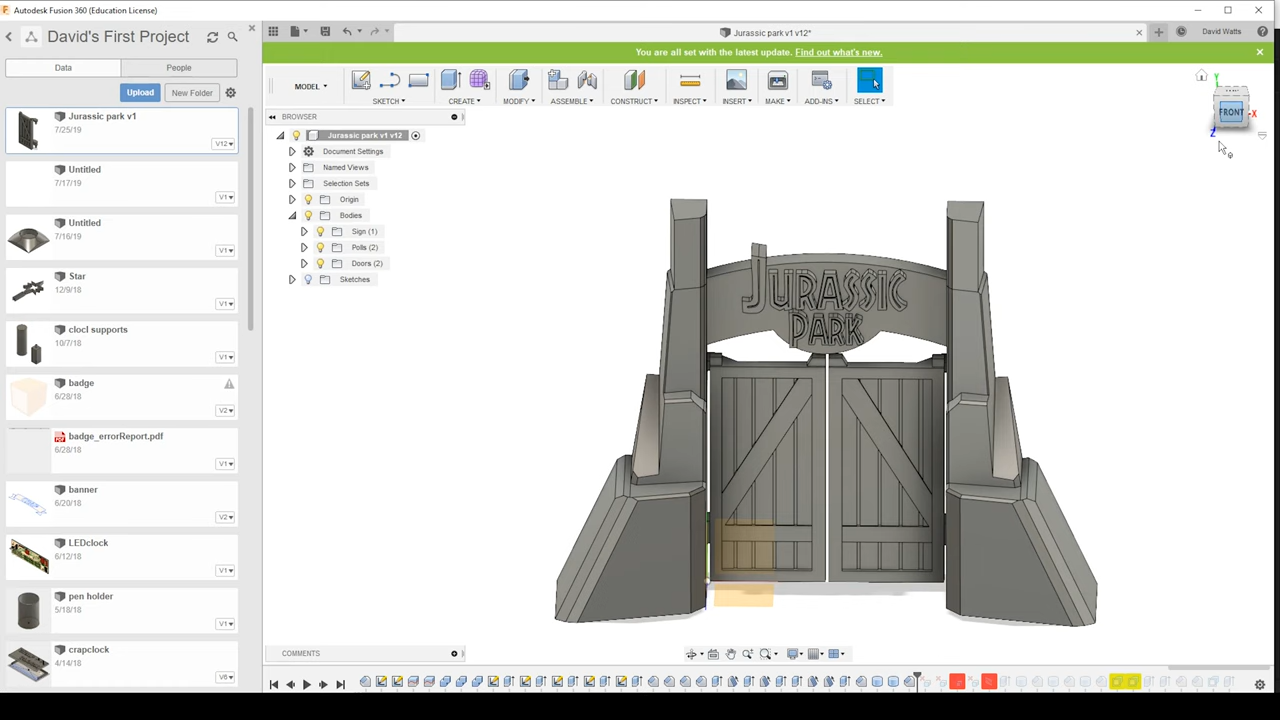 Autodesk Fusion 360 (Education License)
David's First Project
Jurassic park v1 v12*
David Watts
You are all set with the latest update. Find out what's new.
Data
People
Upload
New Folder
MODEL
SKETCH
CREATE
MODIFY
ASSEMBLE
CONSTRUCT
INSPECT
INSERT
MAKE
ADD-INS
SELECT
BROWSER
Jurassic park v1 v12
Document Settings
Named Views
Selection Sets
Origin
Bodies
Sign (1)
Polls (2)
Doors (2)
Sketches
Jurassic park v1
7/25/19
V12
Untitled
7/17/19
V1
Untitled
7/16/19
V1
Star
12/9/18
V1
clocl supports
10/7/18
V1
badge
6/28/18
V2
badge_errorReport.pdf
6/28/18
V1
banner
6/20/18
V2
LEDclock
6/12/18
V1
pen holder
5/18/18
V1
crapclock
4/14/18
V6
Y
FRONT
X
Z
JURASSIC
PARK
COMMENTS